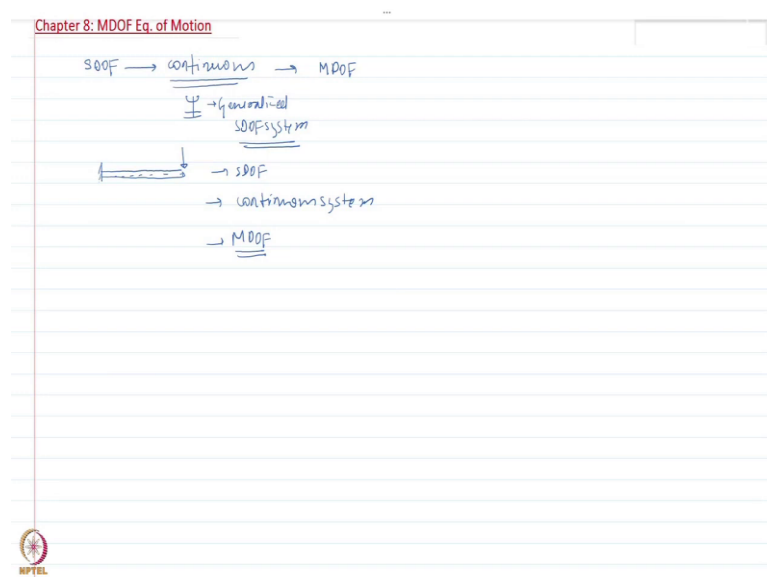 Chapter 8: MDOF Eq. of Motion
SDOF → continuous → MDOF
Ψ → Generalized
SDOF system
→ SDOF
→ continuous system
→ MDOF
NPTEL